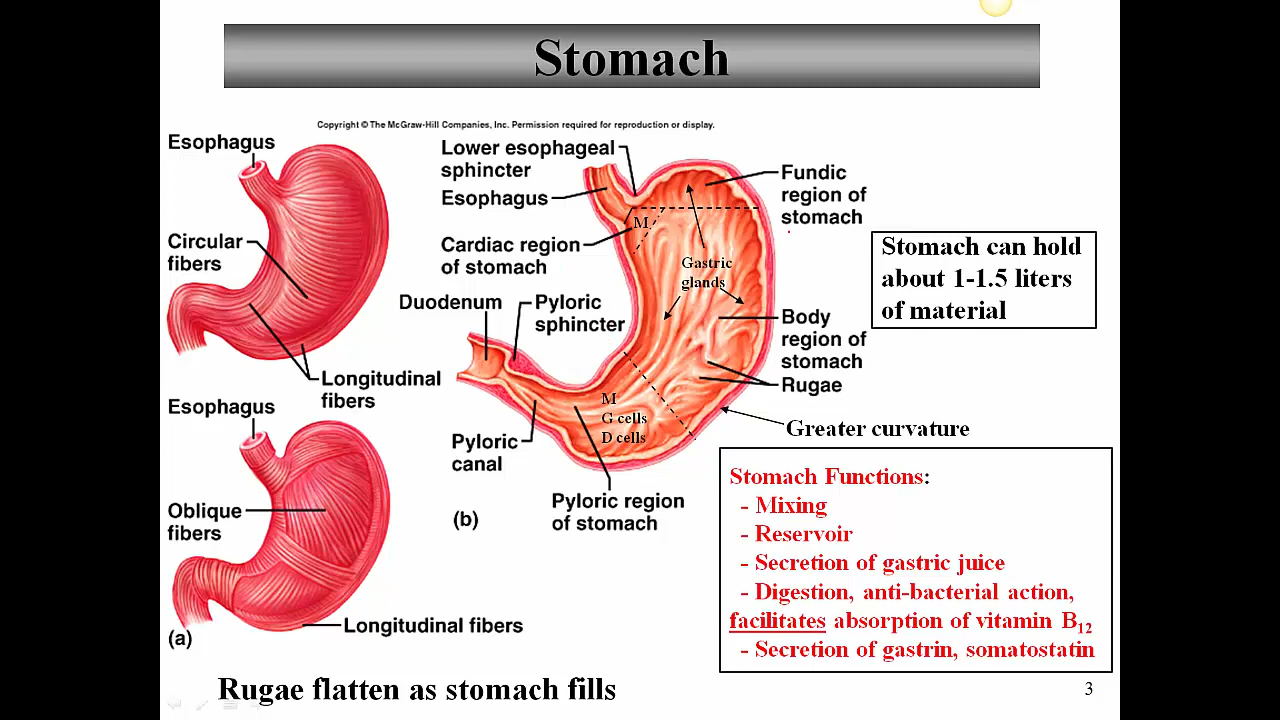 Stomach
Copyright © The McGraw-Hill Companies, Inc. Permission required for reproduction or display.
Esophagus
Circular
fibers
Longitudinal
fibers
Esophagus
Oblique
fibers
Longitudinal fibers
(a)
Lower esophageal
sphincter
Esophagus
Cardiac region
of stomach
Duodenum
Pyloric
sphincter
M
Gastric
glands
Fundic
region of
stomach
Body
region of
stomach
Rugae
Greater curvature
M
G cells
D cells
Pyloric
canal
Pyloric region
of stomach
(b)
Stomach can hold
about 1-1.5 liters
of material
Stomach Functions:
- Mixing
- Reservoir
- Secretion of gastric juice
- Digestion, anti-bacterial action,
facilitates absorption of vitamin B12
- Secretion of gastrin, somatostatin
Rugae flatten as stomach fills
3